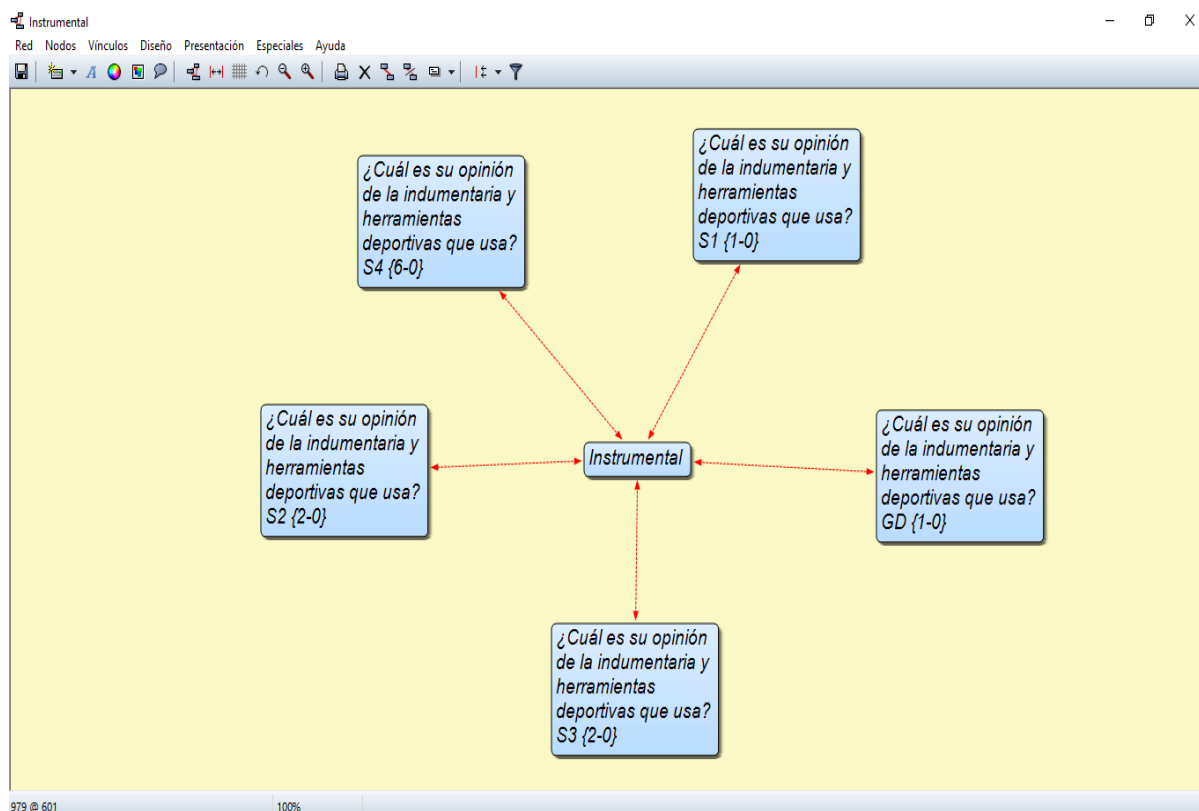 Instrumental
Red Nodos Vínculos Diseño Presentación Especiales Ayuda
¿Cuál es su opinión
de la indumentaria y
herramientas
deportivas que usa?
S4 {6-0}
¿Cuál es su opinión
de la indumentaria y
herramientas
deportivas que usa?
S1 {1-0}
¿Cuál es su opinión
de la indumentaria y
herramientas
deportivas que usa?
S2 {2-0}
Instrumental
¿Cuál es su opinión
de la indumentaria y
herramientas
deportivas que usa?
GD {1-0}
¿Cuál es su opinión
de la indumentaria y
herramientas
deportivas que usa?
S3 {2-0}
979 @ 601 100%